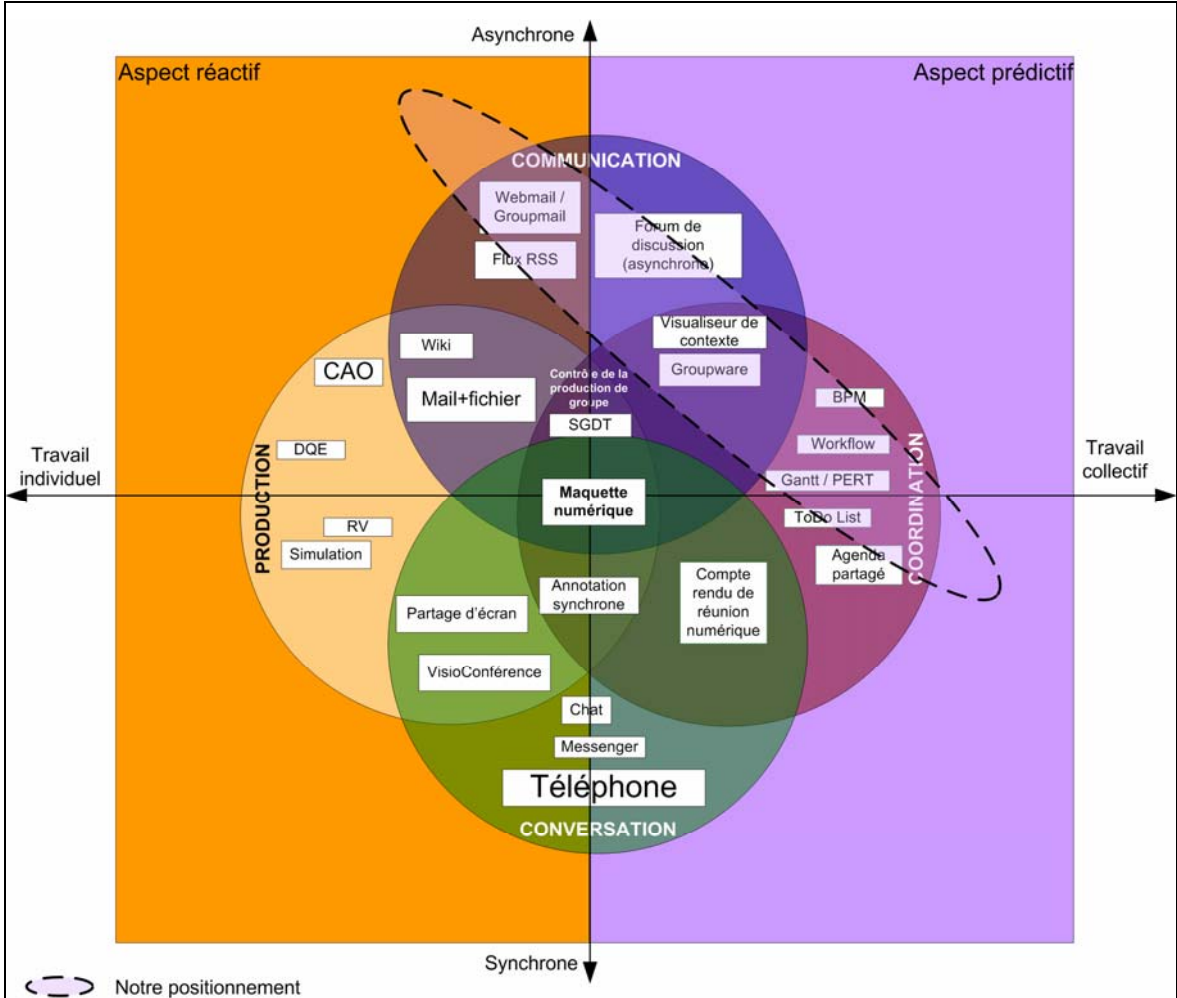 Asynchrone
Aspect réactif
Aspect prédictif
COMMUNICATION
Webmail /
Groupmail
Flux RSS
Forum de
discussion
(asynchrone)
Visualiseur de
contexte
Groupware
Wiki
CAO
Mail+fichier
Contrôle de la
production de
groupe
SGDT
BPM
Workflow
Gantt / PERT
DQE
Travail
individuel
Travail
collectif
PRODUCTION
COORDINATION
Maquette
numérique
RV
Simulation
ToDo List
Agenda
partagé
Annotation
synchrone
Compte
rendu de
réunion
numérique
Partage d'écran
VisioConférence
Chat
Messenger
Téléphone
CONVERSATION
Synchrone
Notre positionnement